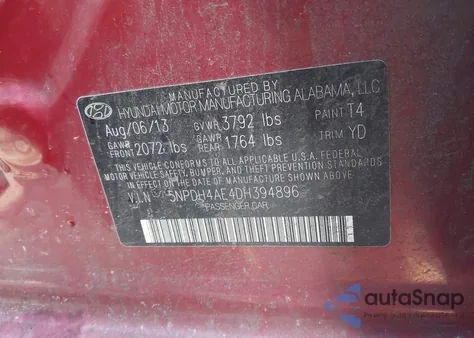 MANUFACTURED BY
HYUNDAI MOTOR MANUFACTURING ALABAMA, LLC
Aug/06/13 GVWR 3792 lbs PAINT T4
GAWR FRONT 2072 lbs GAWR REAR 1764 lbs TRIM YD
THIS VEHICLE CONFORMS TO ALL APPLICABLE U.S.A. FEDERAL
MOTOR VEHICLE SAFETY, BUMPER, AND THEFT PREVENTION STANDARDS
IN EFFECT ON THE DATE OF MANUFACTURE SHOWN ABOVE.
V.I.N 5NPDH4AE4DH394896
PASSENGER CAR
autoSnap